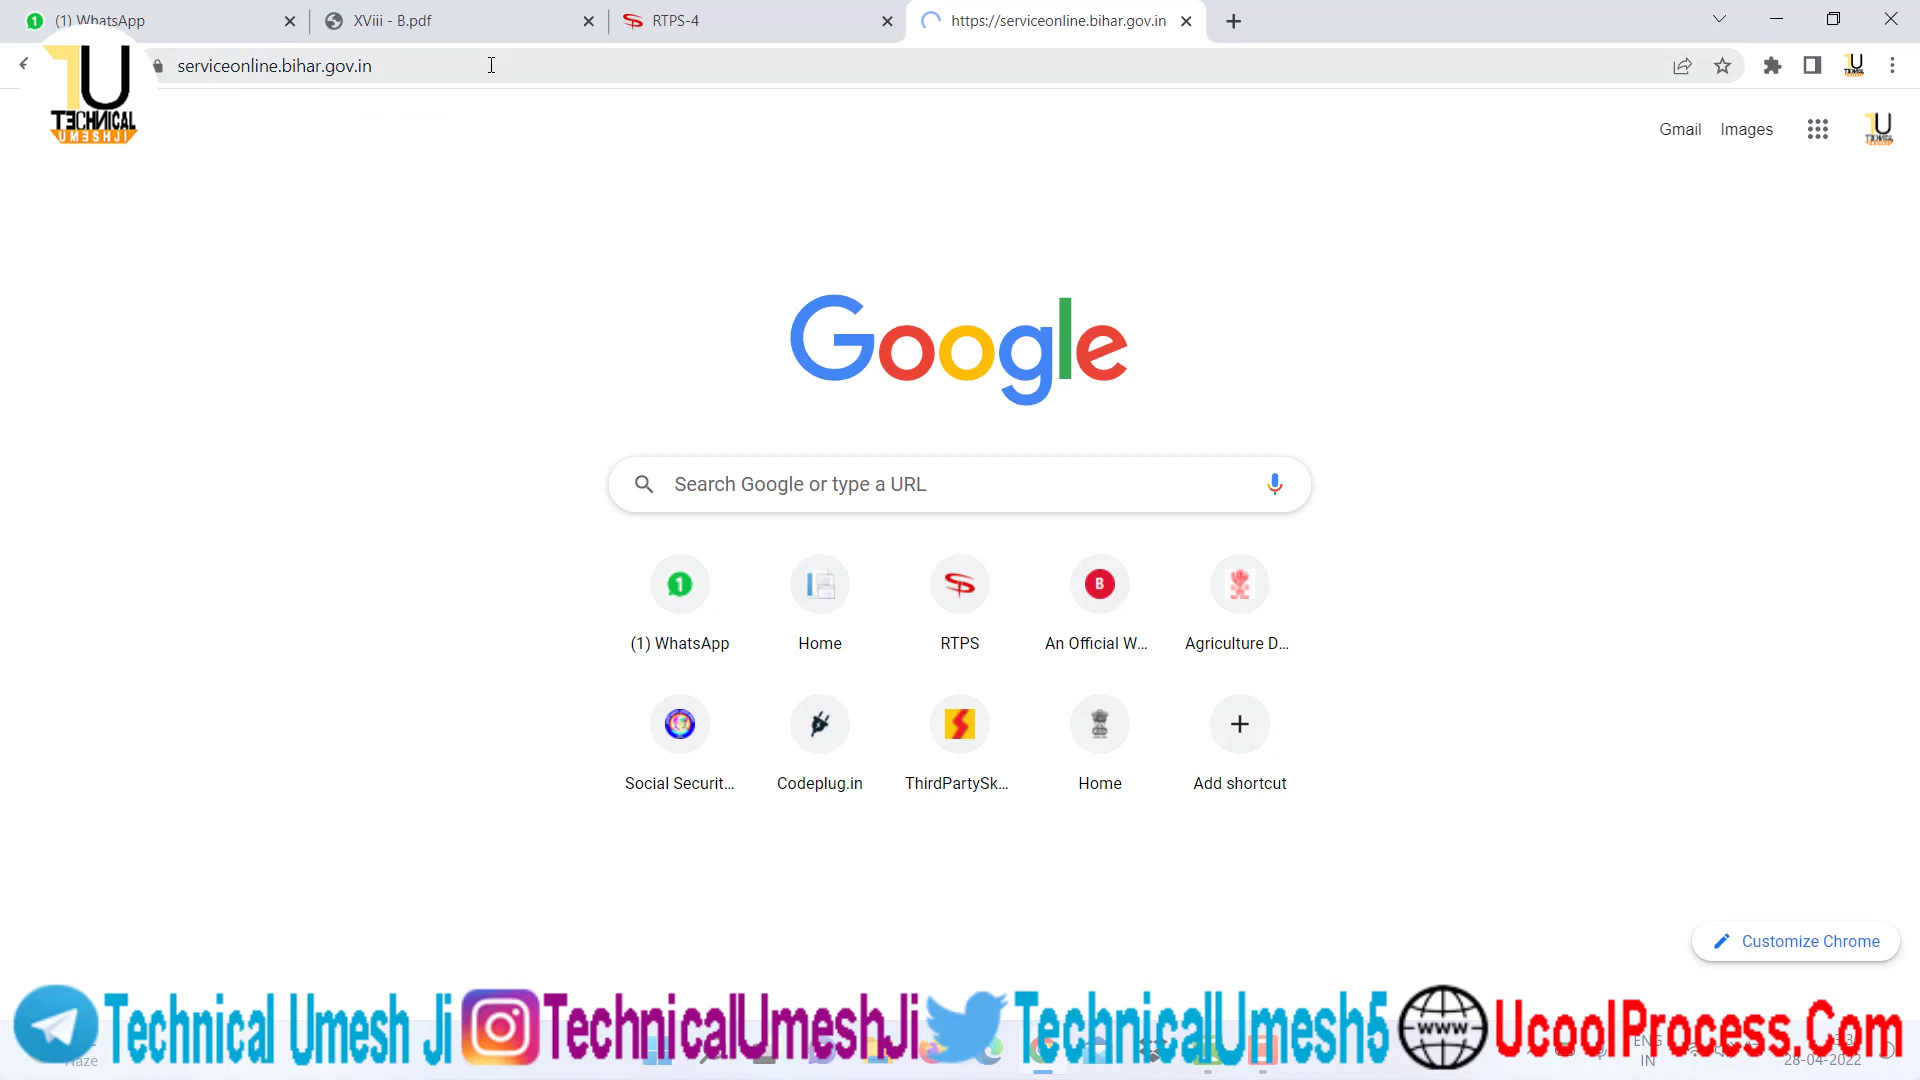 (1) WhatsApp
XViii - B.pdf
RTPS-4
https://serviceonline.bihar.gov.in
serviceonline.bihar.gov.in
TECHNICAL
UMESHJI
Gmail Images
Google
Search Google or type a URL
(1) WhatsApp Home RTPS An Official W... Agriculture D...
Social Securit... Codeplug.in ThirdPartySk... Home Add shortcut
Customize Chrome
Technical Umesh Ji TechnicalUmeshJi TechnicalUmesh5 www UcoolProcess.Com
Haze
ENG
IN
28-04-2022